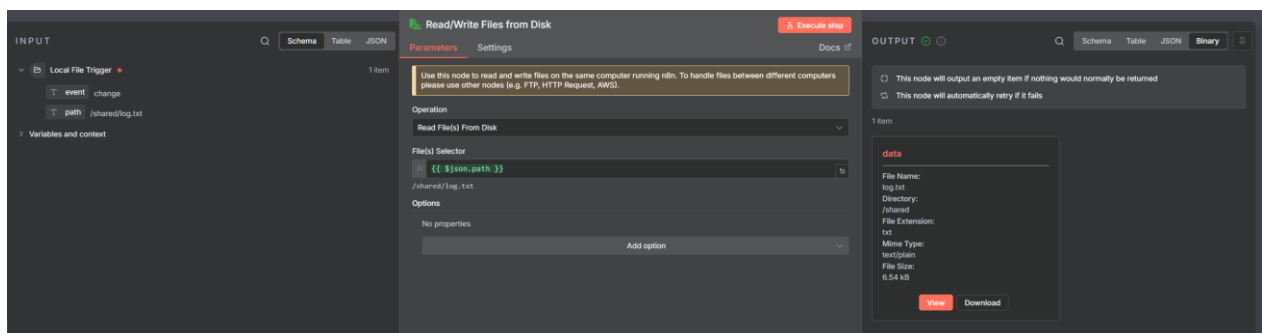 INPUT
Schema Table JSON
Local File Trigger
1 item
T event change
T path /shared/log.txt
Variables and context
Read/Write Files from Disk
Execute step
Parameters Settings
Docs
Use this node to read and write files on the same computer running n8n. To handle files between different computers
please use other nodes (e.g. FTP, HTTP Request, AWS).
Operation
Read File(s) From Disk
File(s) Selector
fx {{ $json.path }}
/shared/log.txt
Options
No properties
Add option
OUTPUT
Schema Table JSON Binary
This node will output an empty item if nothing would normally be returned
This node will automatically retry if it fails
1 item
data
File Name:
log.txt
Directory:
/shared
File Extension:
txt
Mime Type:
text/plain
File Size:
6.54 kB
View Download